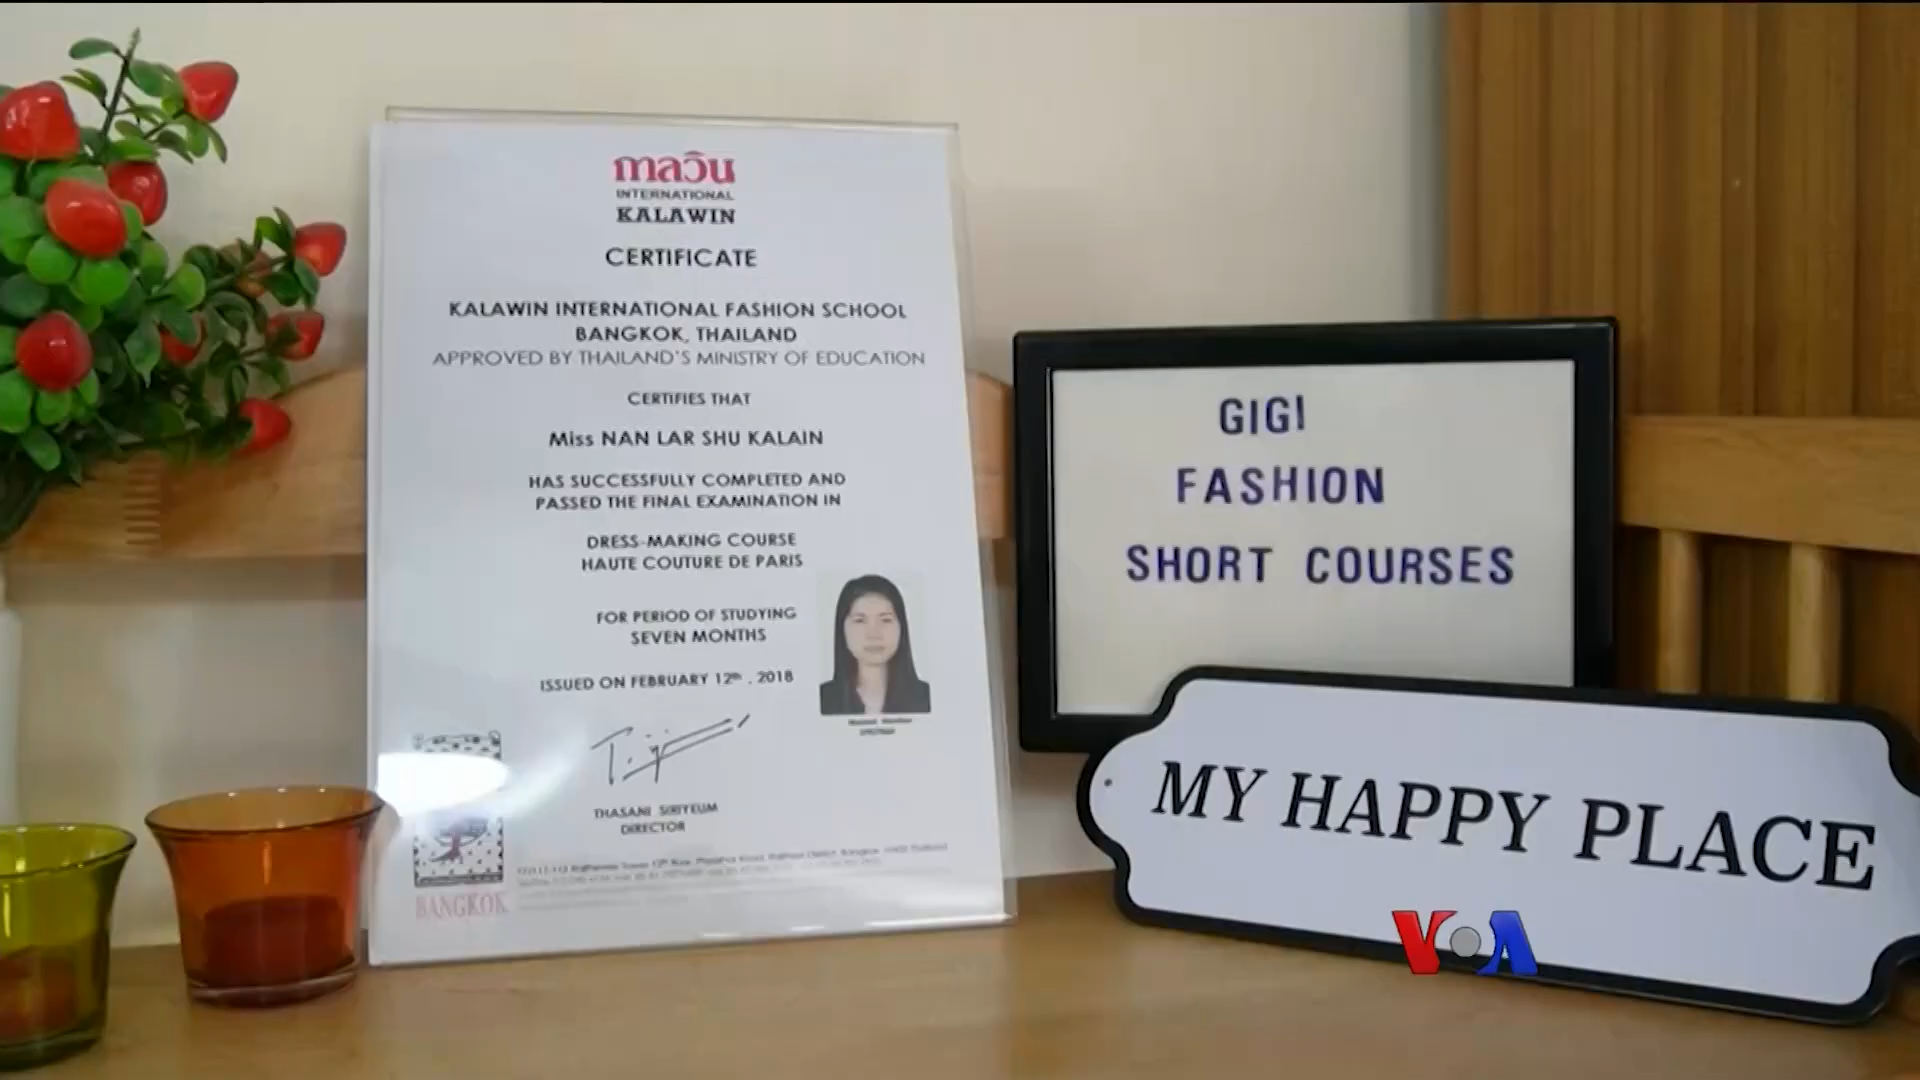 กาลวิน
INTERNATIONAL
KALAWIN
CERTIFICATE
KALAWIN INTERNATIONAL FASHION SCHOOL
BANGKOK, THAILAND
APPROVED BY THAILAND'S MINISTRY OF EDUCATION
CERTIFIES THAT
Miss NAN LAR SHU KALAIN
HAS SUCCESSFULLY COMPLETED AND
PASSED THE FINAL EXAMINATION IN
DRESS-MAKING COURSE
HAUTE COUTURE DE PARIS
FOR PERIOD OF STUDYING
SEVEN MONTHS
ISSUED ON FEBRUARY 12th , 2018
THASANI SIRIYEUM
DIRECTOR
BANGKOK
GIGI
FASHION
SHORT COURSES
MY HAPPY PLACE
VOA